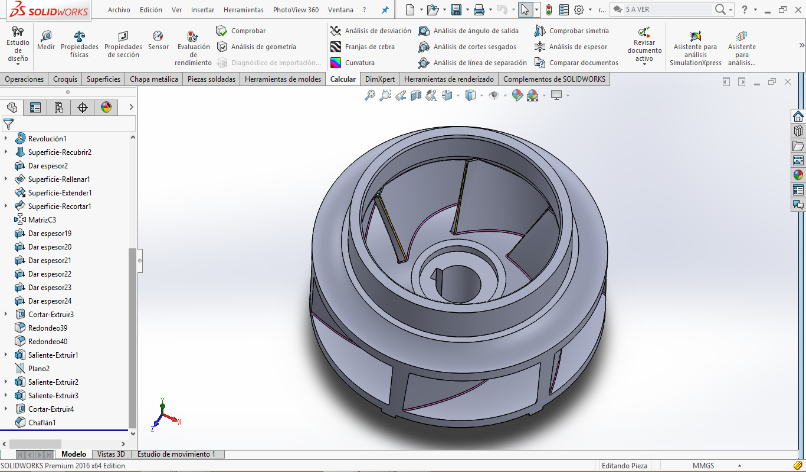 SOLIDWORKS Archivo Edición Ver Insertar Herramientas PhotoView 360 Ventana ? S A VER
Estudio de diseño
Medir
Propiedades físicas
Propiedades de sección
Sensor
Evaluación de rendimiento
Comprobar
Análisis de geometría
Diagnóstico de importación...
Análisis de desviación
Franjas de cebra
Curvatura
Análisis de ángulo de salida
Análisis de cortes sesgados
Análisis de línea de separación
Comprobar simetría
Análisis de espesor
Comparar documentos
Revisar documento activo
Asistente para análisis SimulationXpress
Asistente para análisis...
Operaciones Croquis Superficies Chapa metálica Piezas soldadas Herramientas de moldes Calcular DimXpert Herramientas de renderizado Complementos de SOLIDWORKS
Revolución1
Superficie-Recubrir2
Dar espesor2
Superficie-Rellenar1
Superficie-Extender1
Superficie-Recortar1
MatrizC3
Dar espesor19
Dar espesor20
Dar espesor21
Dar espesor22
Dar espesor23
Dar espesor24
Cortar-Extruir3
Redondeo39
Redondeo40
Saliente-Extruir1
Plano2
Saliente-Extruir2
Saliente-Extruir3
Cortar-Extruir4
Chaflán1
Y
X
Z
Modelo Vistas 3D Estudio de movimiento 1
SOLIDWORKS Premium 2016 x64 Edition Editando Pieza MMGS